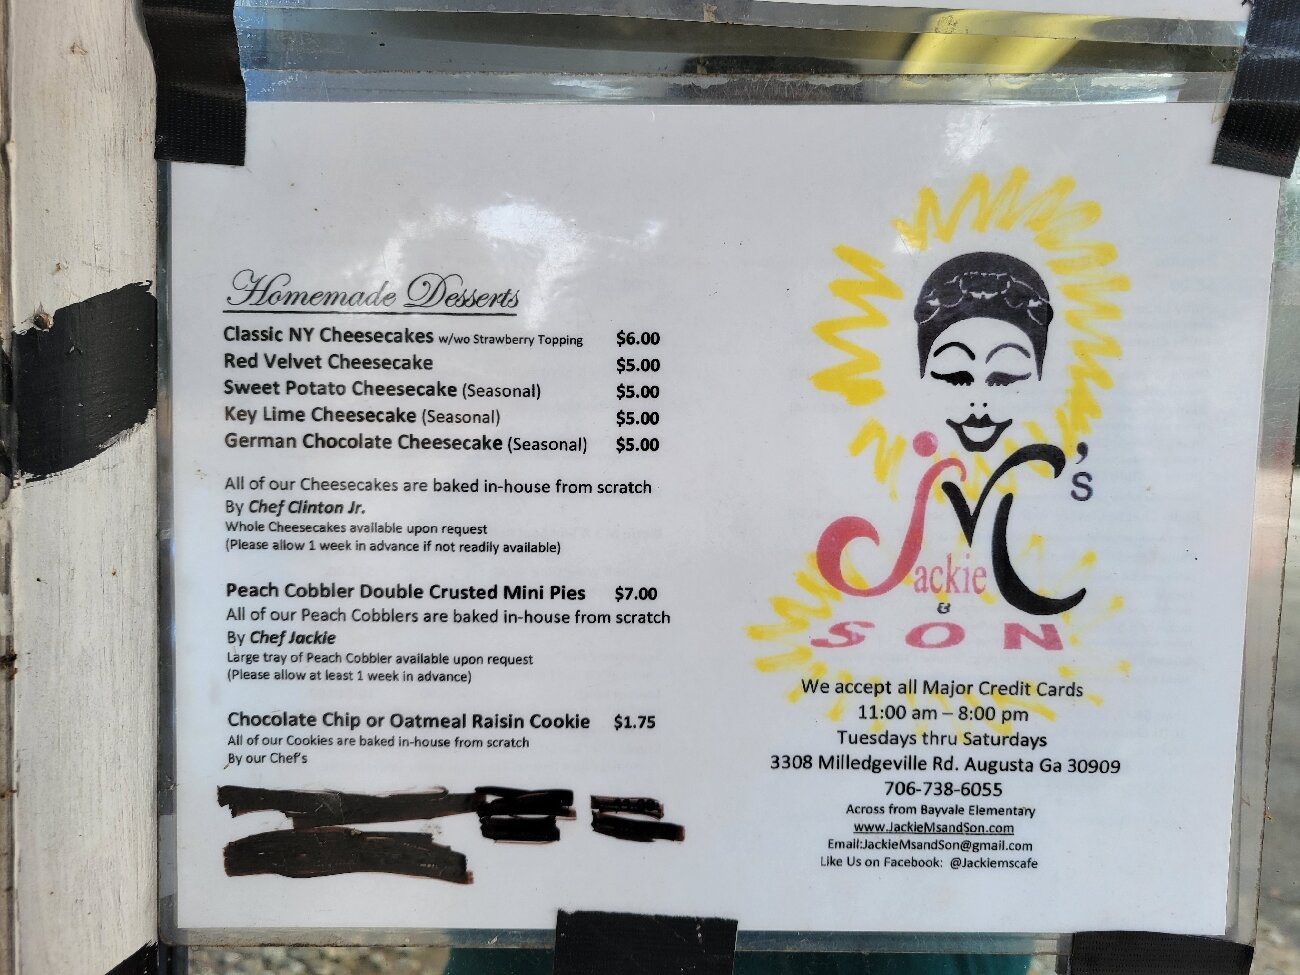 Homemade Desserts
Classic NY Cheesecakes w/wo Strawberry Topping $6.00
Red Velvet Cheesecake $5.00
Sweet Potato Cheesecake (Seasonal) $5.00
Key Lime Cheesecake (Seasonal) $5.00
German Chocolate Cheesecake (Seasonal) $5.00
All of our Cheesecakes are baked in-house from scratch
By Chef Clinton Jr.
Whole Cheesecakes available upon request
(Please allow 1 week in advance if not readily available)
Peach Cobbler Double Crusted Mini Pies $7.00
All of our Peach Cobblers are baked in-house from scratch
By Chef Jackie
Large tray of Peach Cobbler available upon request
(Please allow at least 1 week in advance)
Chocolate Chip or Oatmeal Raisin Cookie $1.75
All of our Cookies are baked in-house from scratch
By our Chef's
Jackie M's
&
SON
We accept all Major Credit Cards
11:00 am – 8:00 pm
Tuesdays thru Saturdays
3308 Milledgeville Rd. Augusta Ga 30909
706-738-6055
Across from Bayvale Elementary
www.JackieMsandSon.com
Email:JackieMsandSon@gmail.com
Like Us on Facebook: @Jackiemscafe